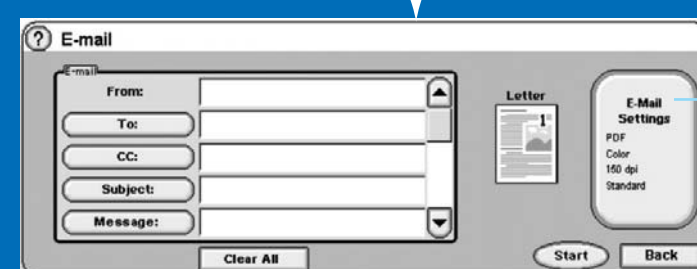 ? E-mail
E-mail
From:
To:
CC:
Subject:
Message:
Clear All
Letter
1
E-Mail
Settings
PDF
Color
150 dpi
Standard
Start
Back